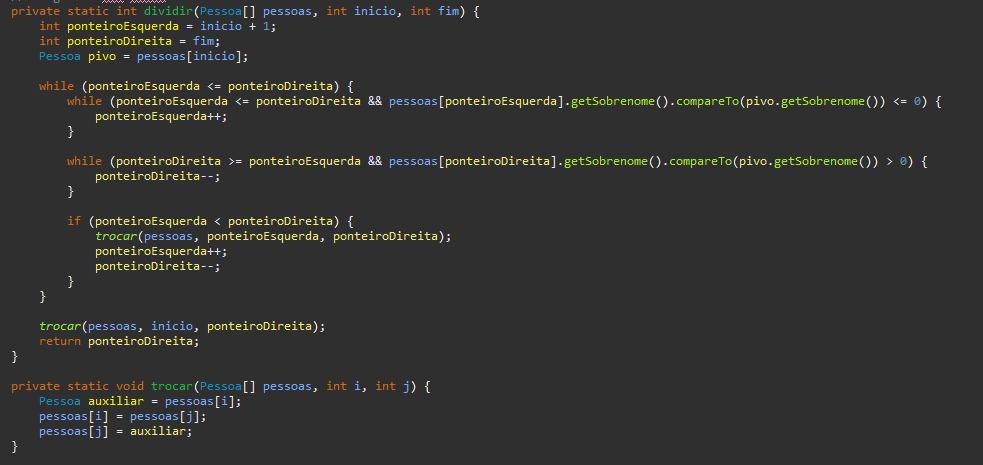 private static int dividir(Pessoa[] pessoas, int inicio, int fim) {
    int ponteiroEsquerda = inicio + 1;
    int ponteiroDireita = fim;
    Pessoa pivo = pessoas[inicio];

    while (ponteiroEsquerda <= ponteiroDireita) {
        while (ponteiroEsquerda <= ponteiroDireita && pessoas[ponteiroEsquerda].getSobrenome().compareTo(pivo.getSobrenome()) <= 0) {
            ponteiroEsquerda++;
        }

        while (ponteiroDireita >= ponteiroEsquerda && pessoas[ponteiroDireita].getSobrenome().compareTo(pivo.getSobrenome()) > 0) {
            ponteiroDireita--;
        }

        if (ponteiroEsquerda < ponteiroDireita) {
            trocar(pessoas, ponteiroEsquerda, ponteiroDireita);
            ponteiroEsquerda++;
            ponteiroDireita--;
        }
    }

    trocar(pessoas, inicio, ponteiroDireita);
    return ponteiroDireita;
}

private static void trocar(Pessoa[] pessoas, int i, int j) {
    Pessoa auxiliar = pessoas[i];
    pessoas[i] = pessoas[j];
    pessoas[j] = auxiliar;
}